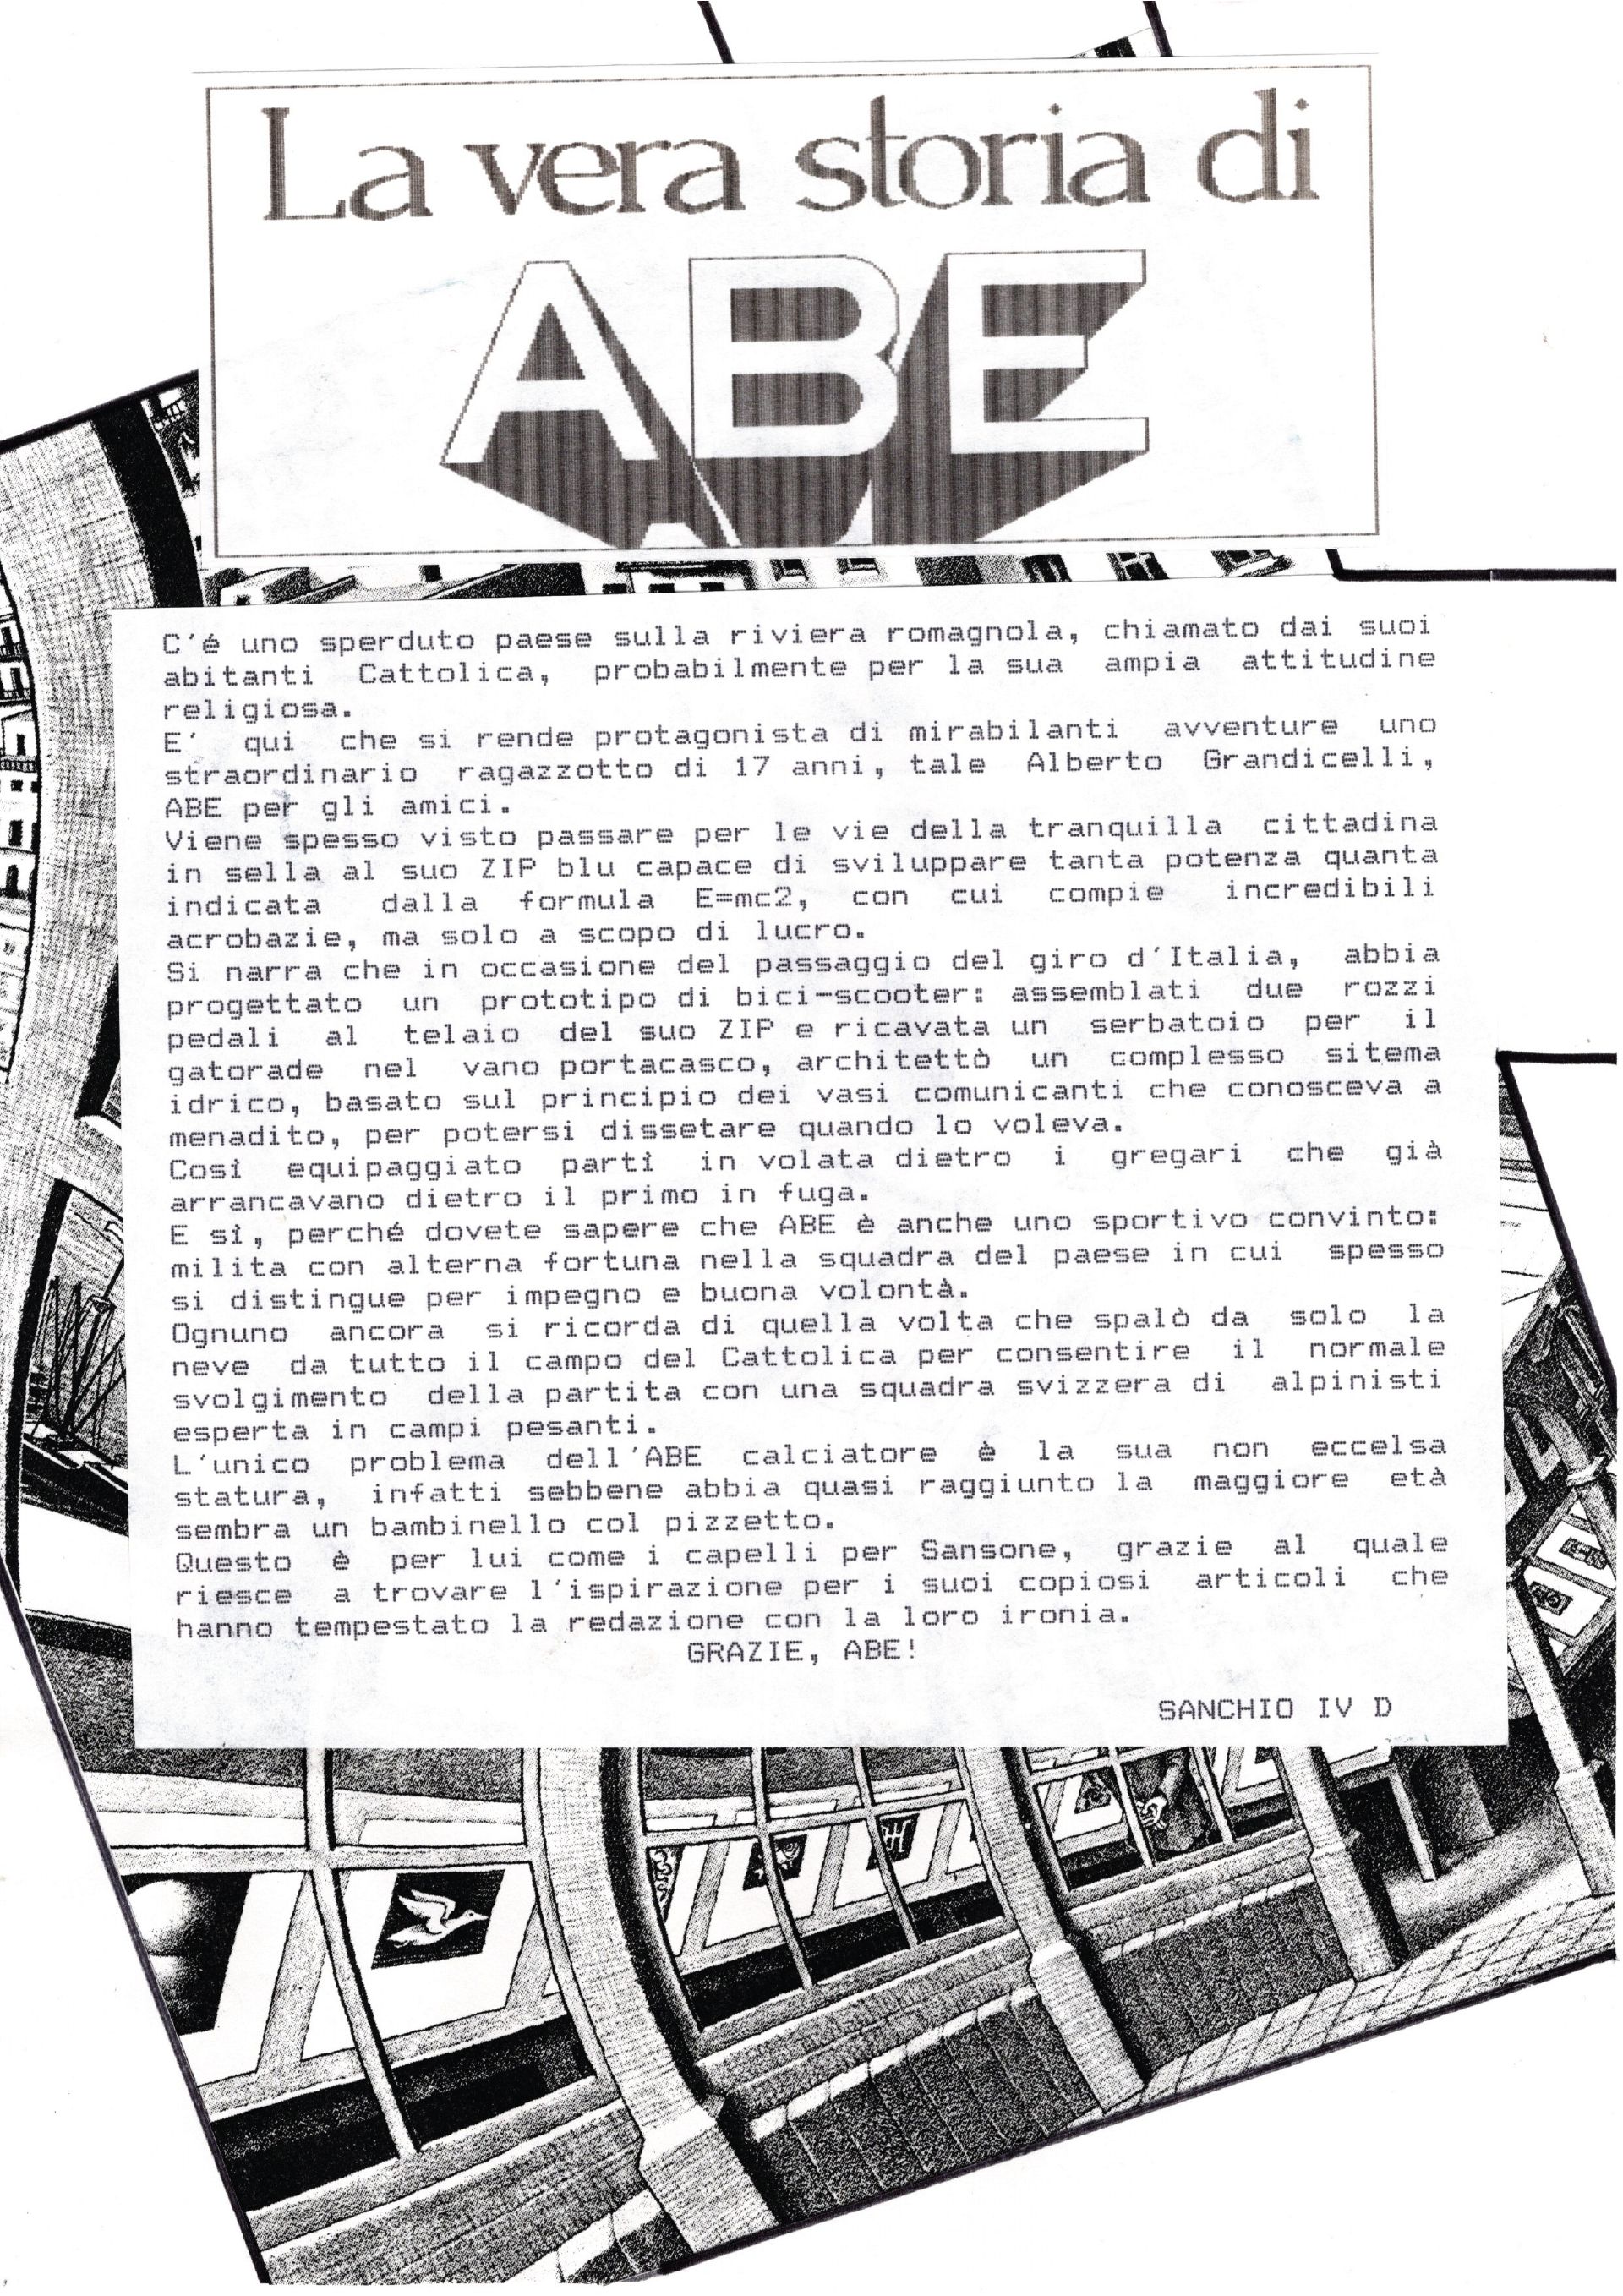 La vera storia di
ABE
C'é uno sperduto paese sulla riviera romagnola, chiamato dai suoi
abitanti Cattolica, probabilmente per la sua ampia attitudine
religiosa.
E' qui che si rende protagonista di mirabilanti avventure uno
straordinario ragazzotto di 17 anni, tale Alberto Grandicelli,
ABE per gli amici.
Viene spesso visto passare per le vie della tranquilla cittadina
in sella al suo ZIP blu capace di sviluppare tanta potenza quanta
indicata dalla formula E=mc2, con cui compie incredibili
acrobazie, ma solo a scopo di lucro.
Si narra che in occasione del passaggio del giro d'Italia, abbia
progettato un prototipo di bici-scooter: assemblati due rozzi
pedali al telaio del suo ZIP e ricavata un serbatoio per il
gatorade nel vano portacasco, architettò un complesso sitema
idrico, basato sul principio dei vasi comunicanti che conosceva a
menadito, per potersi dissetare quando lo voleva.
Così equipaggiato partì in volata dietro i gregari che già
arrancavano dietro il primo in fuga.
E sì, perché dovete sapere che ABE è anche uno sportivo convinto:
milita con alterna fortuna nella squadra del paese in cui spesso
si distingue per impegno e buona volontà.
Ognuno ancora si ricorda di quella volta che spalò da solo la
neve da tutto il campo del Cattolica per consentire il normale
svolgimento della partita con una squadra svizzera di alpinisti
esperta in campi pesanti.
L'unico problema dell'ABE calciatore è la sua non eccelsa
statura, infatti sebbene abbia quasi raggiunto la maggiore età
sembra un bambinello col pizzetto.
Questo è per lui come i capelli per Sansone, grazie al quale
riesce a trovare l'ispirazione per i suoi copiosi articoli che
hanno tempestato la redazione con la loro ironia.
GRAZIE, ABE!
SANCHIO IV D